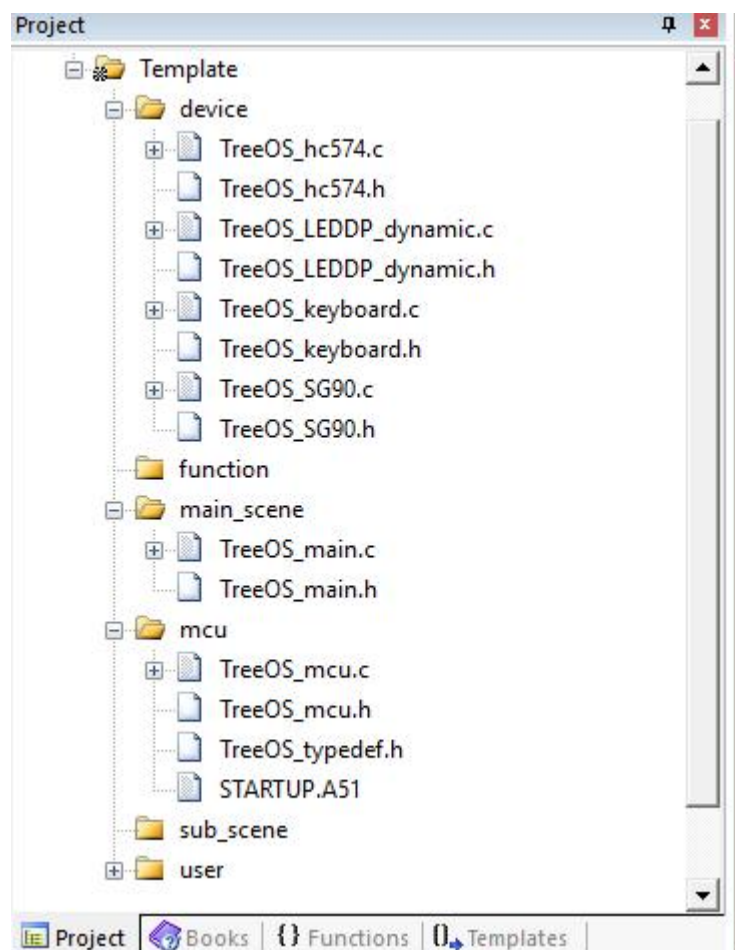 Project
Template
device
TreeOS_hc574.c
TreeOS_hc574.h
TreeOS_LEDDP_dynamic.c
TreeOS_LEDDP_dynamic.h
TreeOS_keyboard.c
TreeOS_keyboard.h
TreeOS_SG90.c
TreeOS_SG90.h
function
main_scene
TreeOS_main.c
TreeOS_main.h
mcu
TreeOS_mcu.c
TreeOS_mcu.h
TreeOS_typedef.h
STARTUP.A51
sub_scene
user
Project Books {} Functions 0 Templates